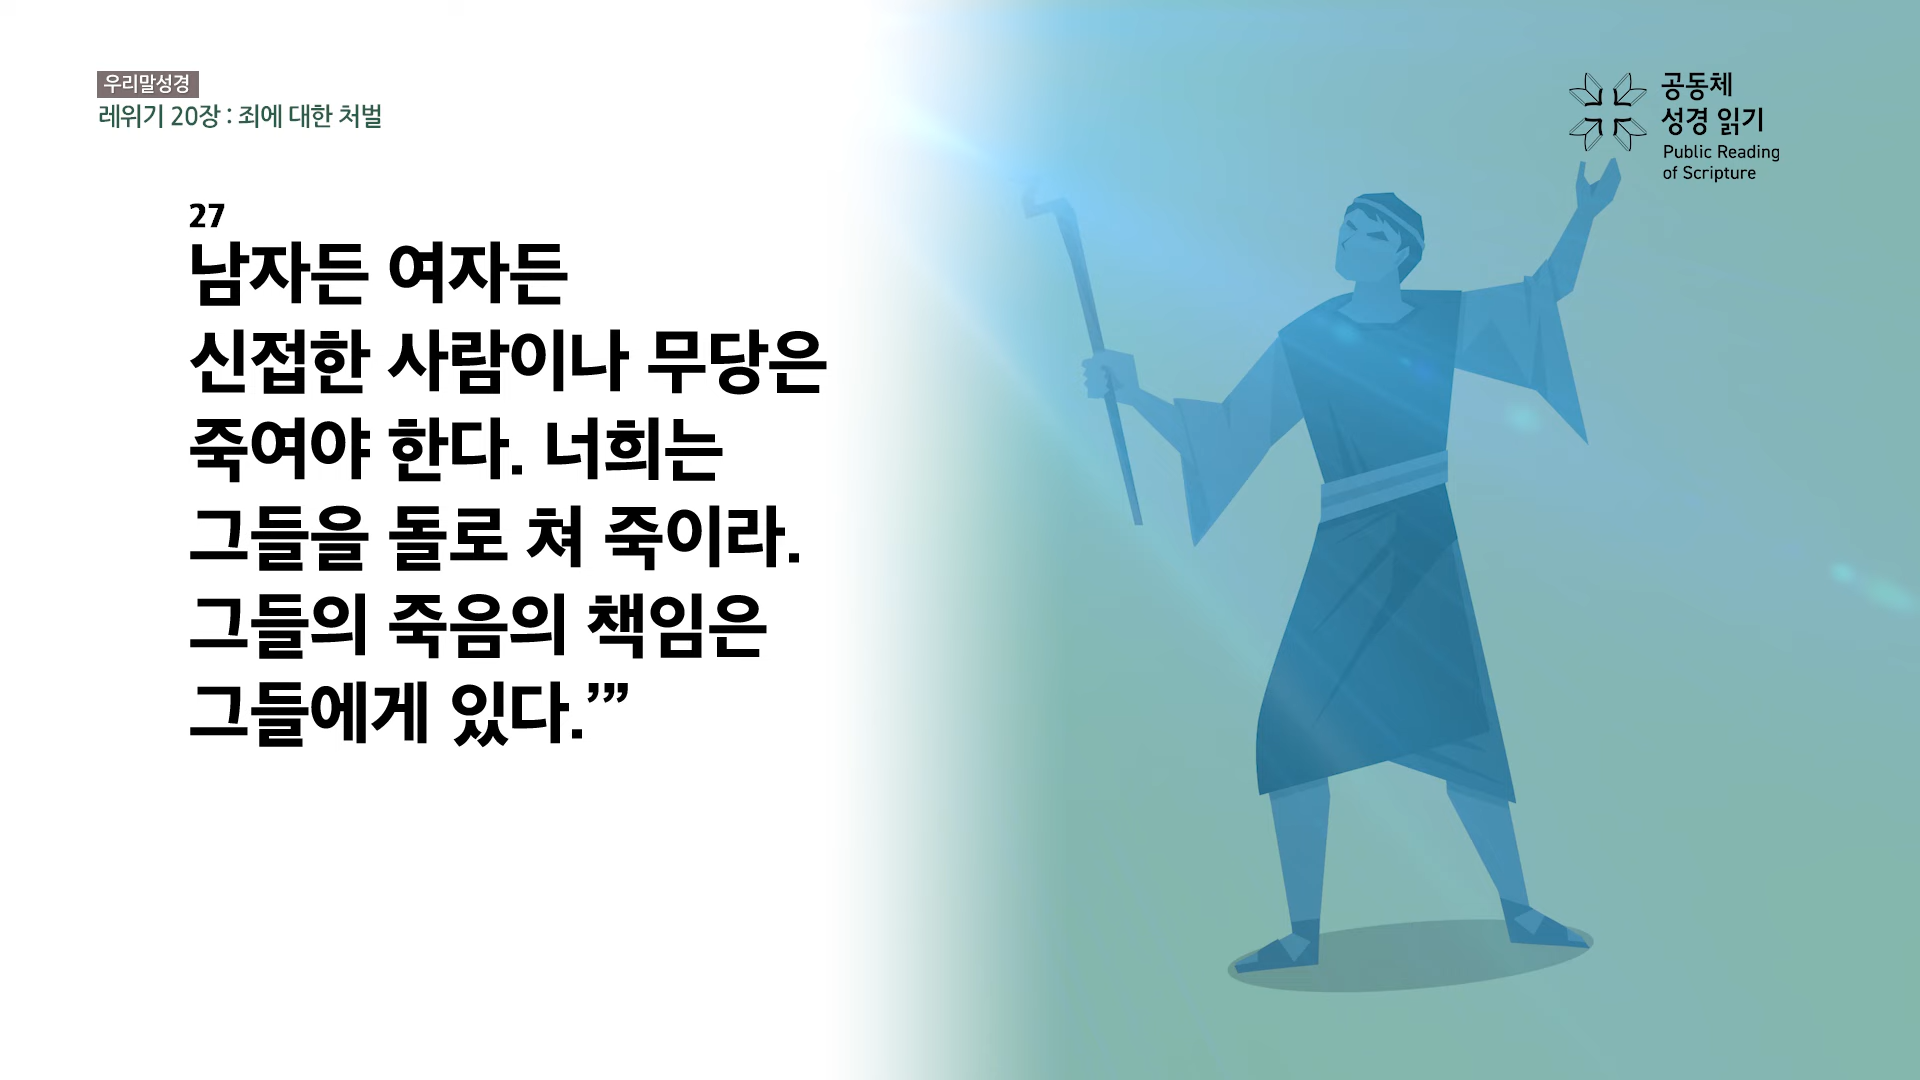 우리말성경
레위기 20장 : 죄에 대한 처벌
공동체
성경 읽기
Public Reading
of Scripture
27
남자든 여자든
신접한 사람이나 무당은
죽여야 한다. 너희는
그들을 돌로 쳐 죽이라.
그들의 죽음의 책임은
그들에게 있다.’”